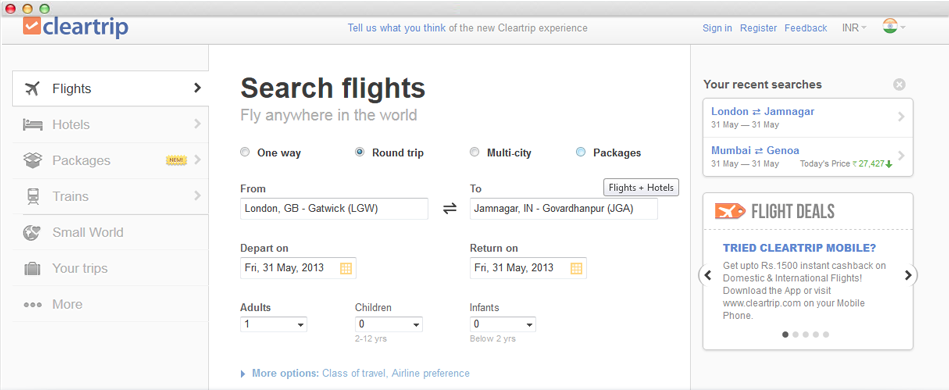 cleartrip
Tell us what you think of the new Cleartrip experience
Sign in Register Feedback INR
Flights
Hotels
Packages NEW!
Trains
Small World
Your trips
More
Search flights
Fly anywhere in the world
One way Round trip Multi-city Packages
Flights + Hotels
From To
London, GB - Gatwick (LGW) Jamnagar, IN - Govardhanpur (JGA)
Depart on Return on
Fri, 31 May, 2013 Fri, 31 May, 2013
Adults Children Infants
1 0 0
2-12 yrs Below 2 yrs
More options: Class of travel, Airline preference
Your recent searches
London ⇄ Jamnagar
31 May — 31 May
Mumbai ⇄ Genoa
31 May — 31 May Today's Price ₹ 27,427
FLIGHT DEALS
TRIED CLEARTRIP MOBILE?
Get upto Rs.1500 instant cashback on
Domestic & International Flights!
Download the App or visit
www.cleartrip.com on your Mobile
Phone.